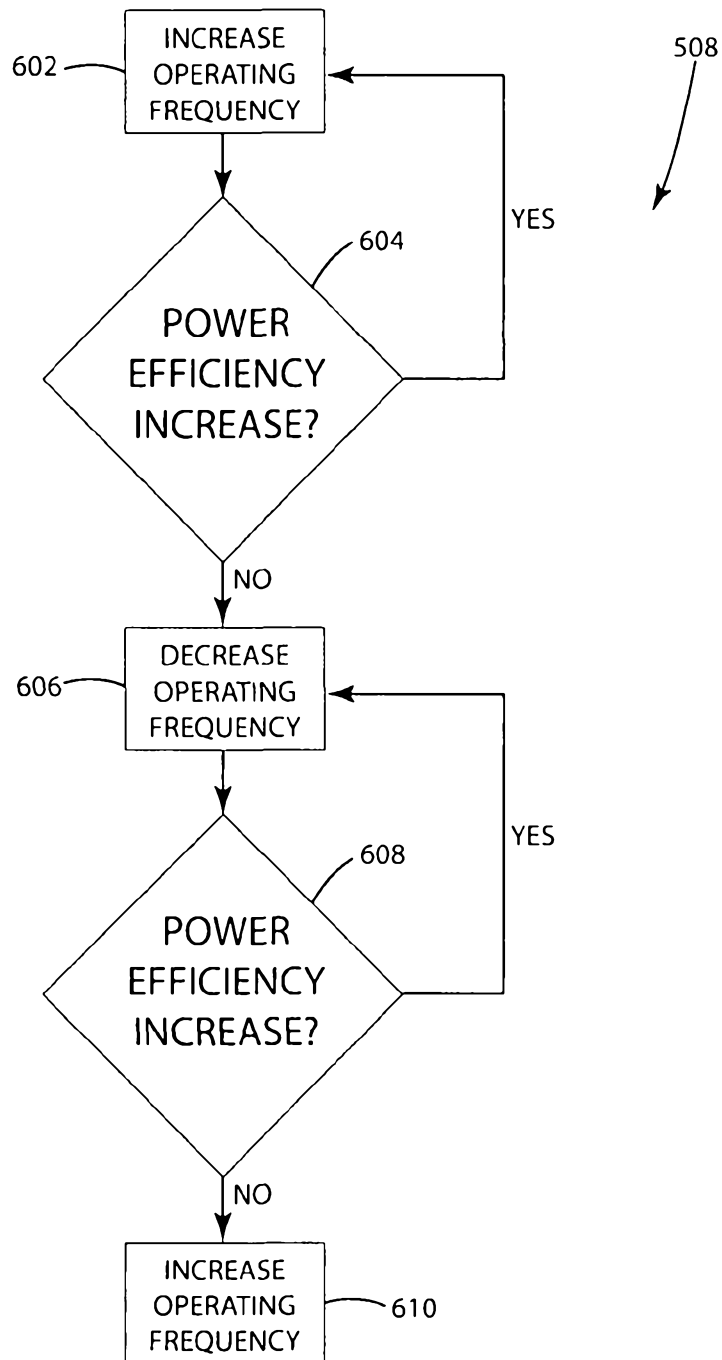 INCREASE
OPERATING
FREQUENCY
602
508
YES
604
POWER
EFFICIENCY
INCREASE?
NO
DECREASE
OPERATING
FREQUENCY
606
YES
608
POWER
EFFICIENCY
INCREASE?
NO
INCREASE
OPERATING
FREQUENCY
610